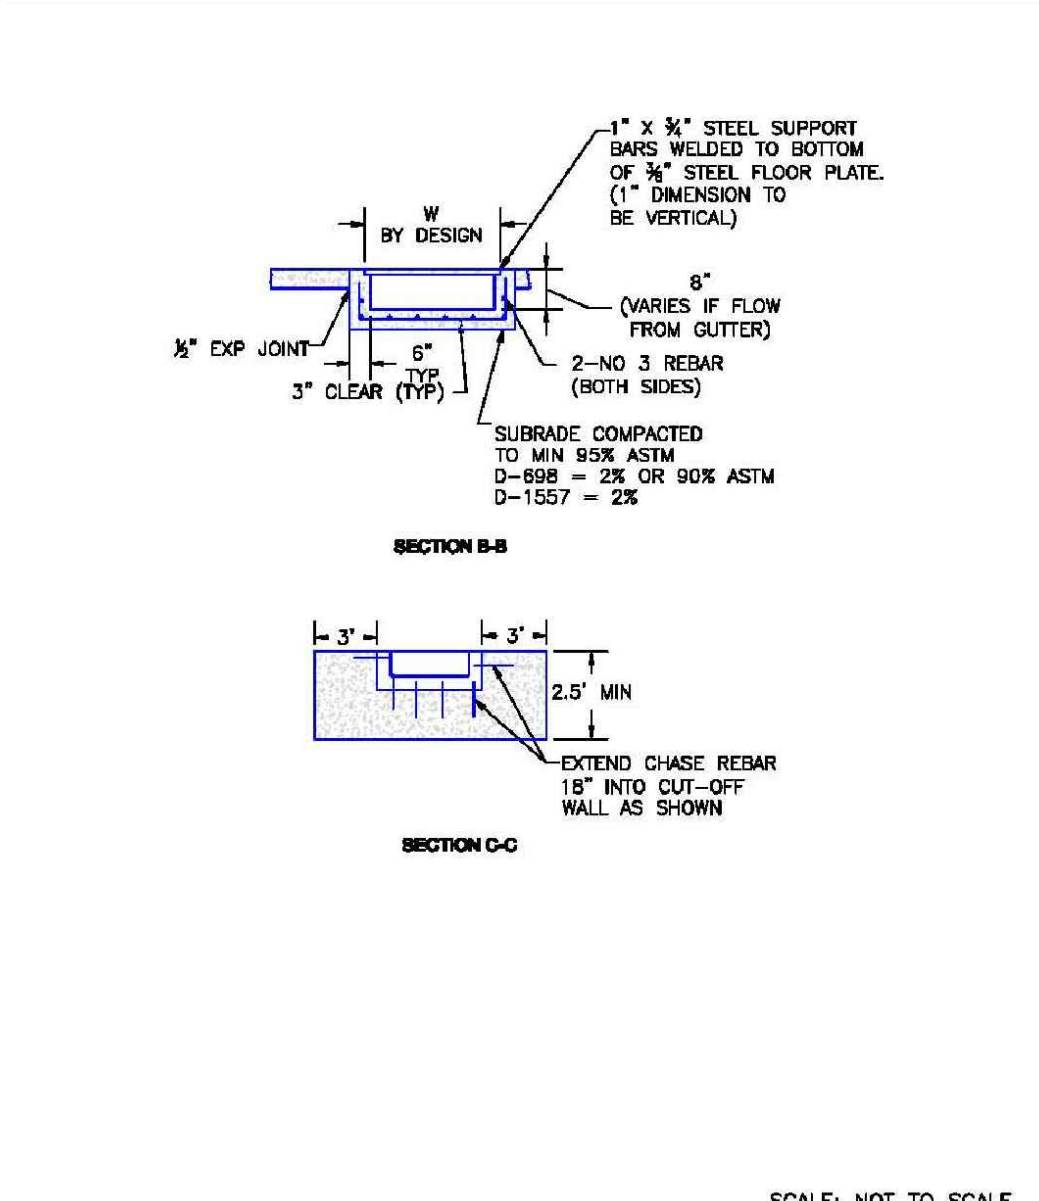 1" X ¾" STEEL SUPPORT
BARS WELDED TO BOTTOM
OF ⅜" STEEL FLOOR PLATE.
(1" DIMENSION TO
BE VERTICAL)
W
BY DESIGN
8"
(VARIES IF FLOW
FROM GUTTER)
½" EXP JOINT
6"
TYP
3" CLEAR (TYP)
2-NO 3 REBAR
(BOTH SIDES)
SUBRADE COMPACTED
TO MIN 95% ASTM
D-698 = 2% OR 90% ASTM
D-1557 = 2%
SECTION B-B
3'
3'
2.5' MIN
EXTEND CHASE REBAR
18" INTO CUT-OFF
WALL AS SHOWN
SECTION C-C
SCALE: NOT TO SCALE